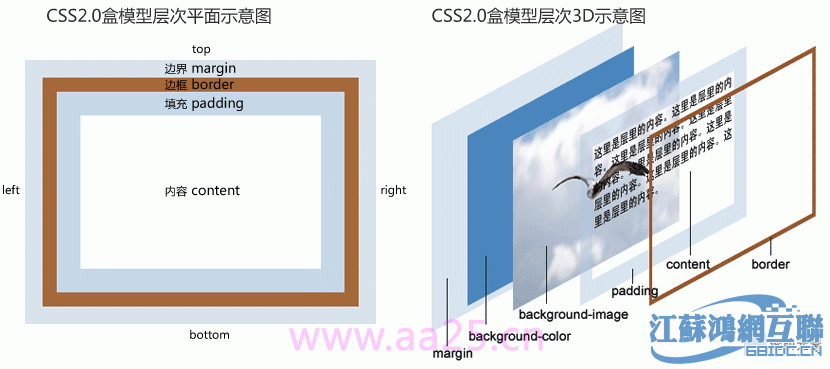 CSS2.0盒模型层次平面示意图
top
边界 margin
边框 border
填充 padding
left
内容 content
right
bottom
CSS2.0盒模型层次3D示意图
这里是层里的内容。这里是层里的内
容。这里是层里的内容。这里是层里
的内容。这里是层里的内容。这里是
层里的内容。这里是层里的内容。这
里是层里的内容。
border
content
padding
background-image
background-color
margin
www.aa25.cn
江蘇鴻網互聯
68IDC.CN